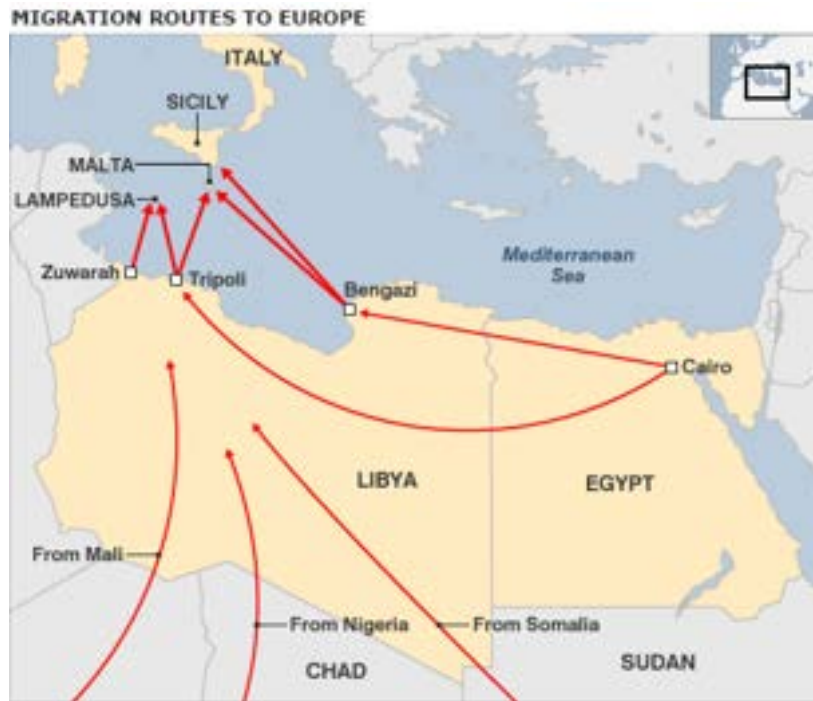 MIGRATION ROUTES TO EUROPE
ITALY
SICILY
MALTA
LAMPEDUSA
Mediterranean
Sea
Zuwarah
Tripoli
Bengazi
Cairo
LIBYA
EGYPT
From Mali
From Nigeria
From Somalia
CHAD
SUDAN